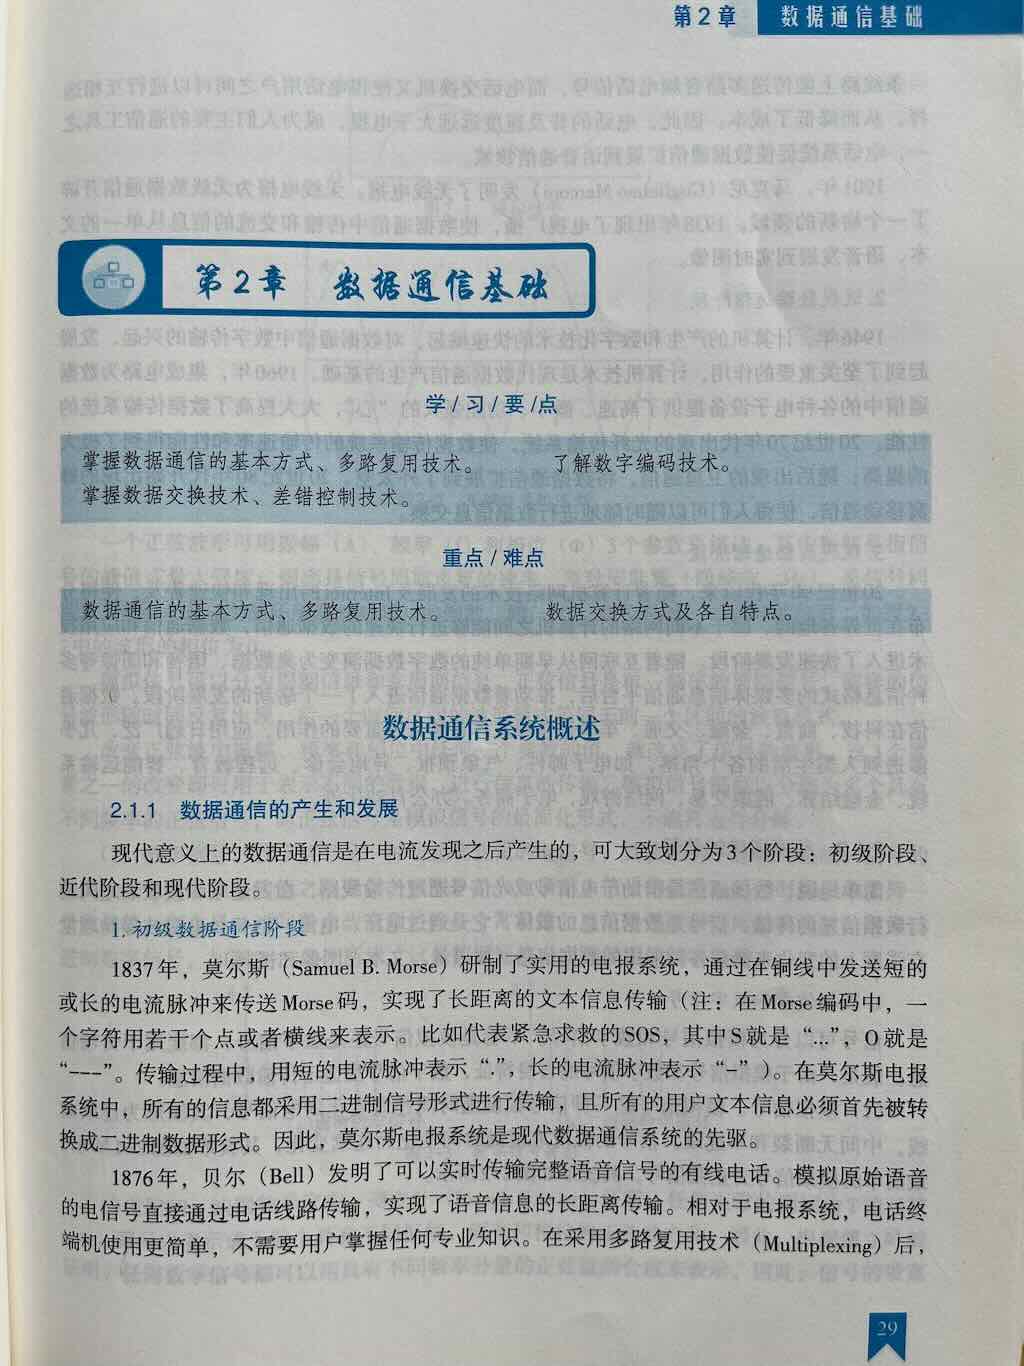 第2章 数据通信基础
第2章 数据通信基础
学/习/要/点
掌握数据通信的基本方式、多路复用技术。 了解数字编码技术。
掌握数据交换技术、差错控制技术。
重点/难点
数据通信的基本方式、多路复用技术。 数据交换方式及各自特点。
数据通信系统概述
2.1.1 数据通信的产生和发展
现代意义上的数据通信是在电流发现之后产生的，可大致划分为3个阶段：初级阶段、
近代阶段和现代阶段。
1.初级数据通信阶段
1837年，莫尔斯（Samuel B. Morse）研制了实用的电报系统，通过在铜线中发送短的
或长的电流脉冲来传送Morse码，实现了长距离的文本信息传输（注：在Morse编码中，一
个字符用若干个点或者横线来表示。比如代表紧急求救的SOS，其中S就是“...”，O就是
“---”。传输过程中，用短的电流脉冲表示“.”，长的电流脉冲表示“-”）。在莫尔斯电报
系统中，所有的信息都采用二进制信号形式进行传输，且所有的用户文本信息必须首先被转
换成二进制数据形式。因此，莫尔斯电报系统是现代数据通信系统的先驱。
1876年，贝尔（Bell）发明了可以实时传输完整语音信号的有线电话。模拟原始语音
的电信号直接通过电话线路传输，实现了语音信息的长距离传输。相对于电报系统，电话终
端机使用更简单，不需要用户掌握任何专业知识。在采用多路复用技术（Multiplexing）后，
29